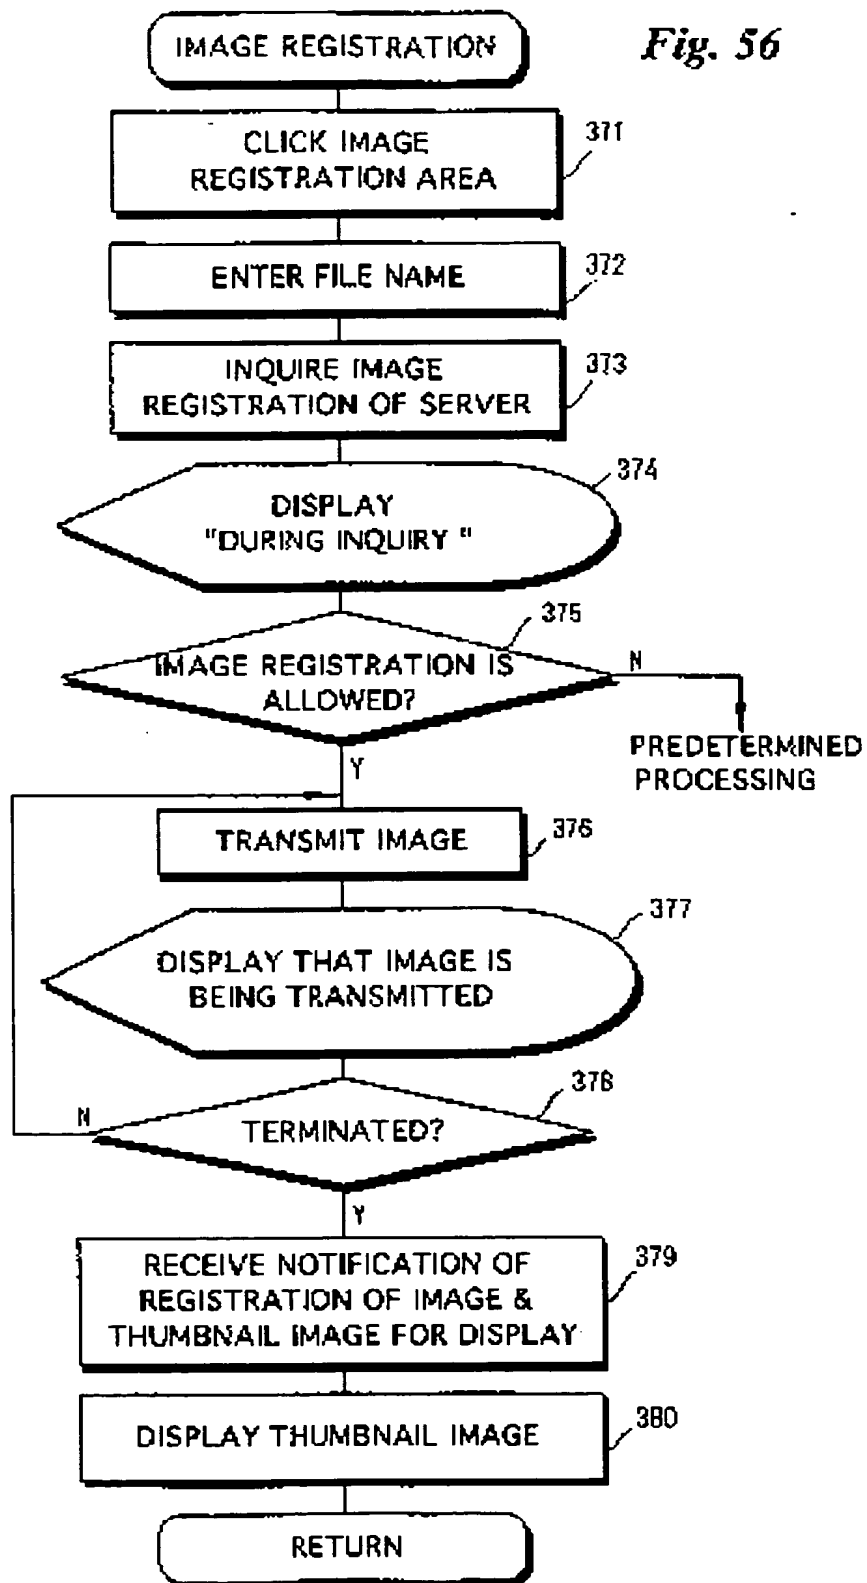 Fig. 56
IMAGE REGISTRATION
CLICK IMAGE
REGISTRATION AREA
371
ENTER FILE NAME
372
INQUIRE IMAGE
REGISTRATION OF SERVER
373
DISPLAY
"DURING INQUIRY "
374
IMAGE REGISTRATION IS
ALLOWED?
375
N
PREDETERMINED
PROCESSING
Y
TRANSMIT IMAGE
376
DISPLAY THAT IMAGE IS
BEING TRANSMITTED
377
TERMINATED?
378
N
Y
RECEIVE NOTIFICATION OF
REGISTRATION OF IMAGE &
THUMBNAIL IMAGE FOR DISPLAY
379
DISPLAY THUMBNAIL IMAGE
380
RETURN